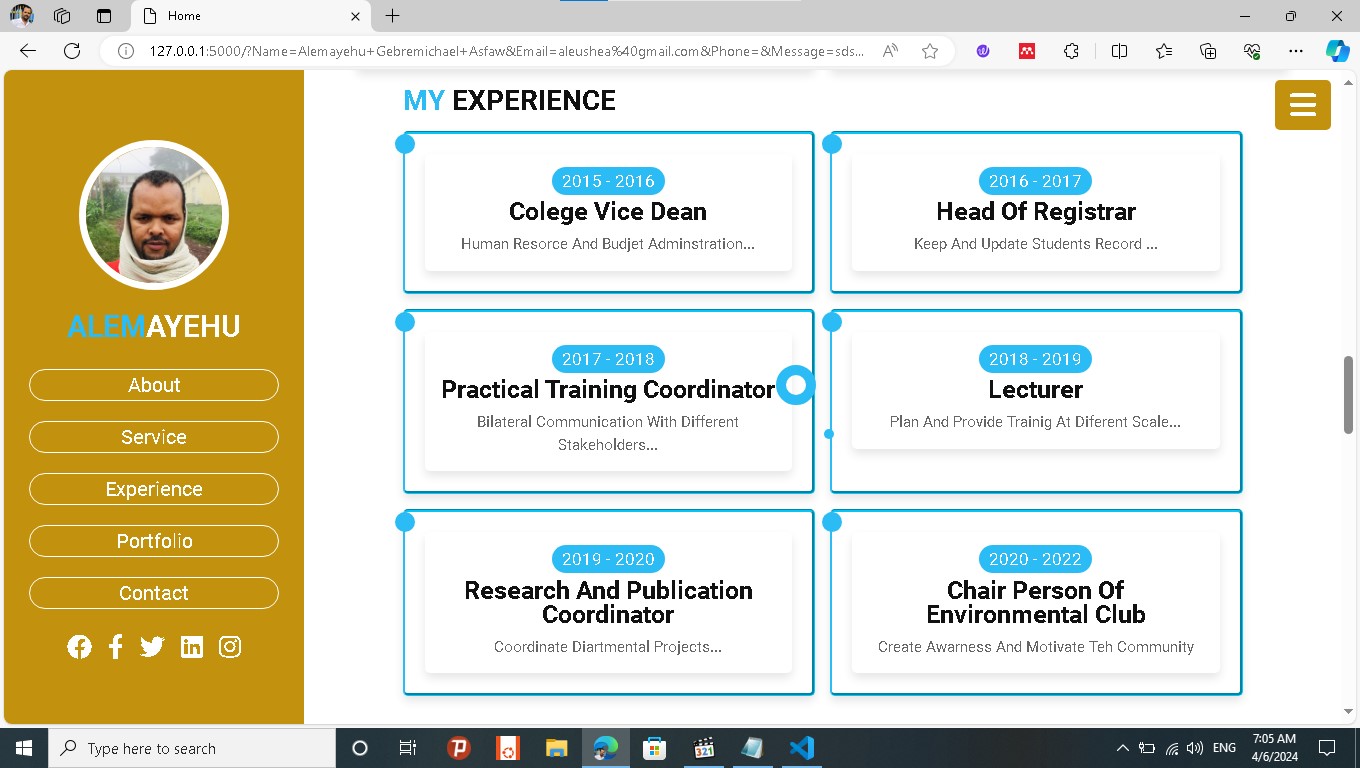 Home
127.0.0.1:5000/?Name=Alemayehu+Gebremichael+Asfaw&Email=aleushea%40gmail.com&Phone=&Message=sds...
MY EXPERIENCE
ALEMAYEHU
About
Service
Experience
Portfolio
Contact
2015 - 2016
Colege Vice Dean
Human Resorce And Budjet Adminstration...
2016 - 2017
Head Of Registrar
Keep And Update Students Record ...
2017 - 2018
Practical Training Coordinator
Bilateral Communication With Different
Stakeholders...
2018 - 2019
Lecturer
Plan And Provide Trainig At Diferent Scale...
2019 - 2020
Research And Publication
Coordinator
Coordinate Diartmental Projects...
2020 - 2022
Chair Person Of
Environmental Club
Create Awarness And Motivate Teh Community
Type here to search
321
ENG
7:05 AM
4/6/2024